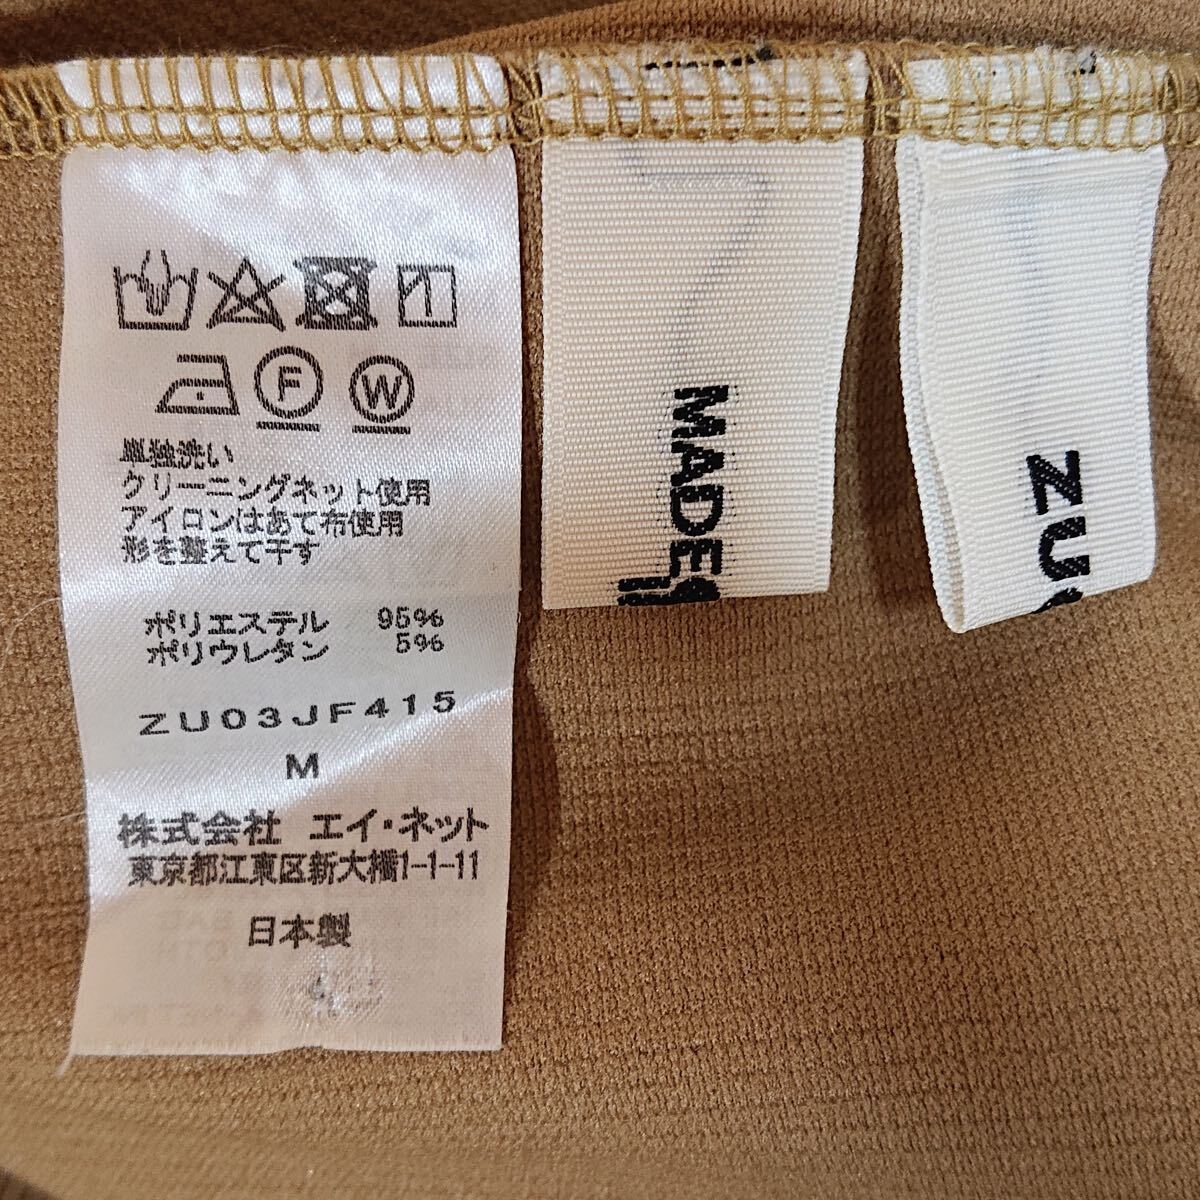 F W
単独洗い
クリーニングネット使用
アイロンはあて布使用
形を整えて干す
ポリエステル 95%
ポリウレタン 5%
ZU03JF415
M
株式会社 エイ・ネット
東京都江東区新大橋1-1-11
日本製
MADE
ZU